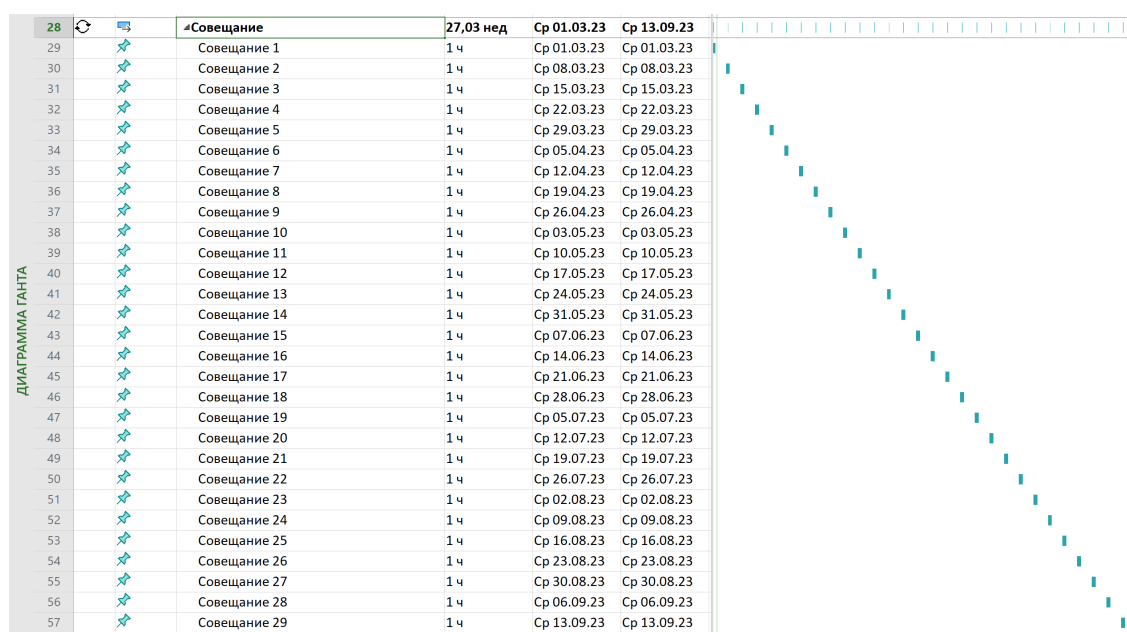 ДИАГРАММА ГАНТА
28 Совещание 27,03 нед Ср 01.03.23 Ср 13.09.23
29 Совещание 1 1 ч Ср 01.03.23 Ср 01.03.23
30 Совещание 2 1 ч Ср 08.03.23 Ср 08.03.23
31 Совещание 3 1 ч Ср 15.03.23 Ср 15.03.23
32 Совещание 4 1 ч Ср 22.03.23 Ср 22.03.23
33 Совещание 5 1 ч Ср 29.03.23 Ср 29.03.23
34 Совещание 6 1 ч Ср 05.04.23 Ср 05.04.23
35 Совещание 7 1 ч Ср 12.04.23 Ср 12.04.23
36 Совещание 8 1 ч Ср 19.04.23 Ср 19.04.23
37 Совещание 9 1 ч Ср 26.04.23 Ср 26.04.23
38 Совещание 10 1 ч Ср 03.05.23 Ср 03.05.23
39 Совещание 11 1 ч Ср 10.05.23 Ср 10.05.23
40 Совещание 12 1 ч Ср 17.05.23 Ср 17.05.23
41 Совещание 13 1 ч Ср 24.05.23 Ср 24.05.23
42 Совещание 14 1 ч Ср 31.05.23 Ср 31.05.23
43 Совещание 15 1 ч Ср 07.06.23 Ср 07.06.23
44 Совещание 16 1 ч Ср 14.06.23 Ср 14.06.23
45 Совещание 17 1 ч Ср 21.06.23 Ср 21.06.23
46 Совещание 18 1 ч Ср 28.06.23 Ср 28.06.23
47 Совещание 19 1 ч Ср 05.07.23 Ср 05.07.23
48 Совещание 20 1 ч Ср 12.07.23 Ср 12.07.23
49 Совещание 21 1 ч Ср 19.07.23 Ср 19.07.23
50 Совещание 22 1 ч Ср 26.07.23 Ср 26.07.23
51 Совещание 23 1 ч Ср 02.08.23 Ср 02.08.23
52 Совещание 24 1 ч Ср 09.08.23 Ср 09.08.23
53 Совещание 25 1 ч Ср 16.08.23 Ср 16.08.23
54 Совещание 26 1 ч Ср 23.08.23 Ср 23.08.23
55 Совещание 27 1 ч Ср 30.08.23 Ср 30.08.23
56 Совещание 28 1 ч Ср 06.09.23 Ср 06.09.23
57 Совещание 29 1 ч Ср 13.09.23 Ср 13.09.23